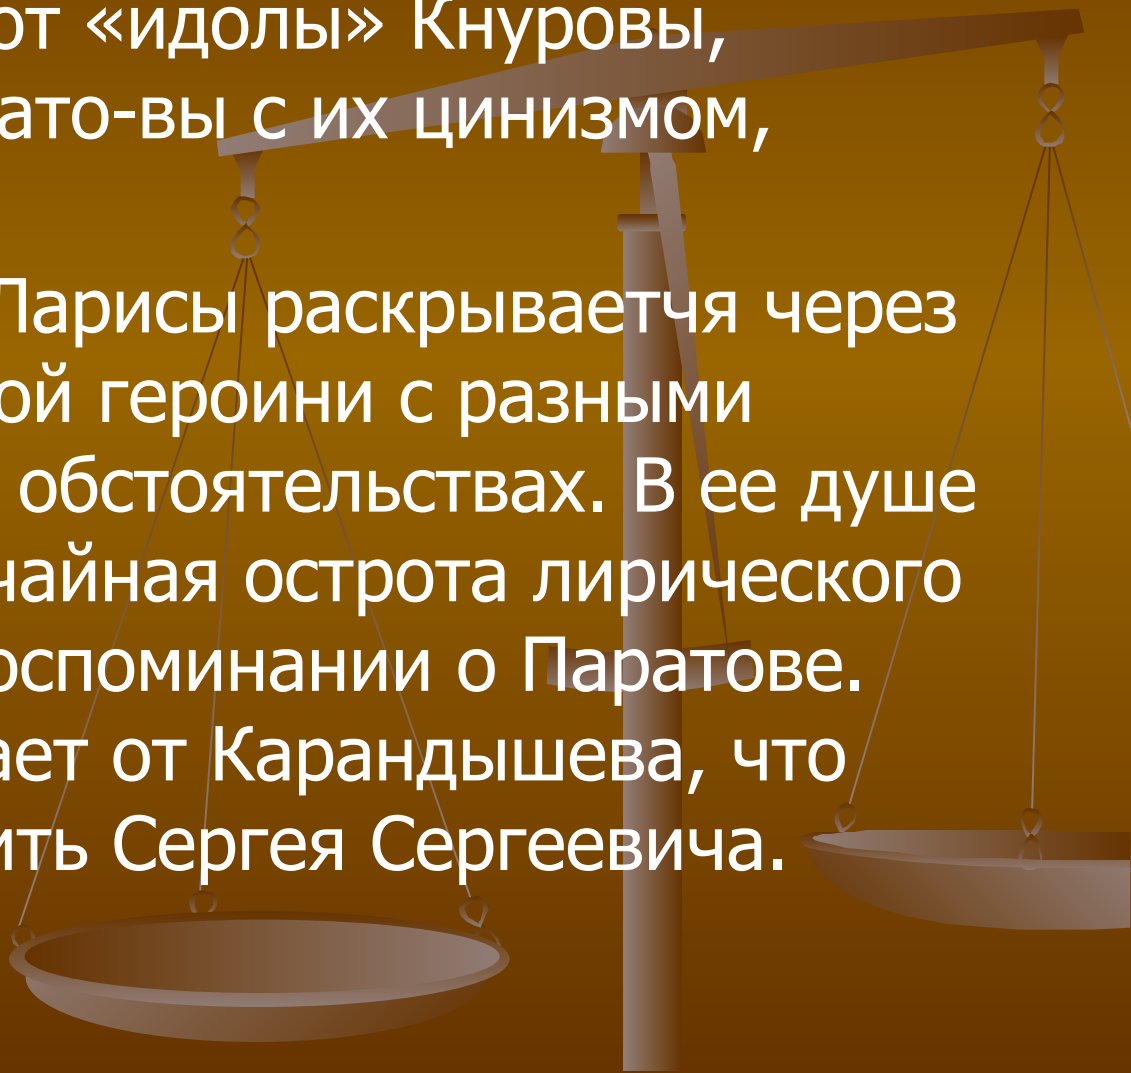 от «идолы» Кнуровы,
ато-вы с их цинизмом,
Ларисы раскрываетчя через
ой героини с разными
обстоятельствах. В ее душе
чайная острота лирического
оспоминании о Паратове.
ает от Карандышева, что
ить Сергея Сергеевича.